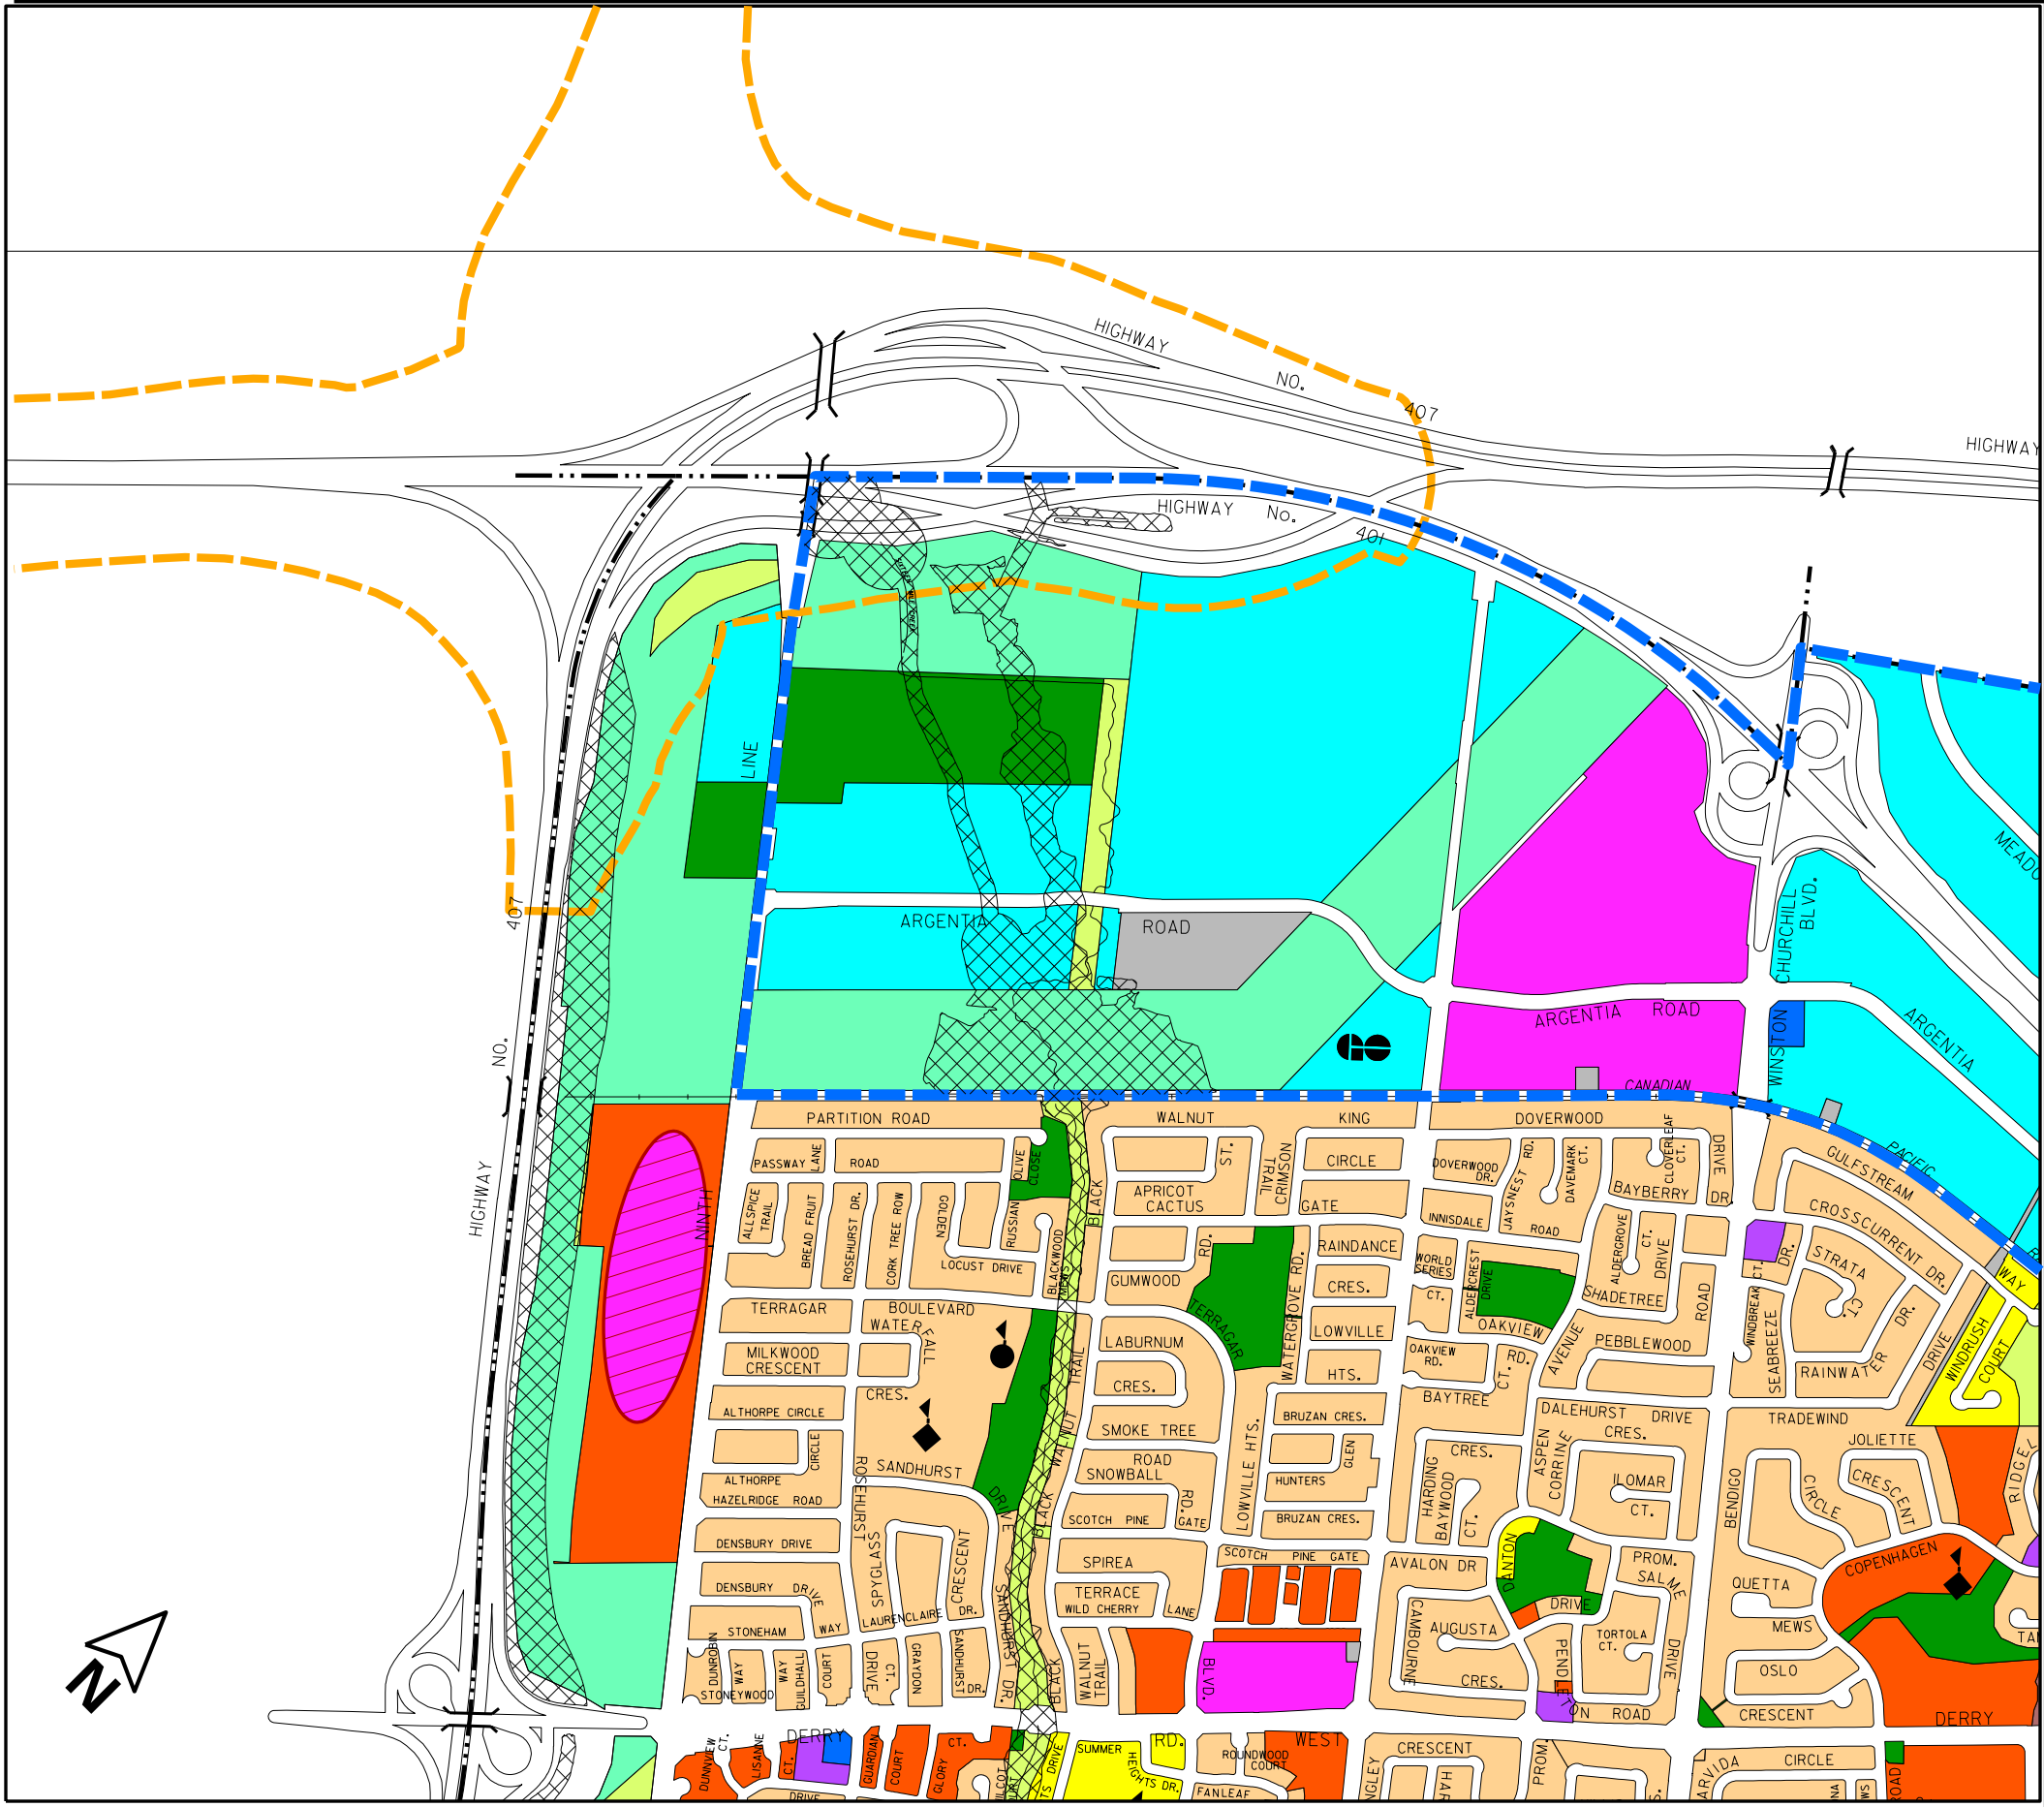 HIGHWAY
NO.
407
HIGHWAY
HIGHWAY
No.
401
LINE
407
NO.
HIGHWAY
NINTH
ARGENTIA
ROAD
CHURCHILL
BLVD.
WINSTON
MEADO
ARGENTIA
ARGENTIA ROAD
GO
CANADIAN
PACIFIC
PARTITION ROAD
WALNUT
KING
DOVERWOOD
PASSWAY
LANE
ROAD
OLIVE
CLOSE
RUSSIAN
ST.
CRIMSON
TRAIL
CIRCLE
DOVERWOOD
DR.
JAYSNEST RD.
DAVEMARK
CT.
CLOVERLEAF
CT.
DRIVE
GULFSTREAM
ALLSPICE
TRAIL
BREAD FRUIT
ROSEHURST DR.
CORK TREE ROW
GOLDEN
LOCUST DRIVE
BLACKWOOD
MEWS
BLACK
APRICOT
CACTUS
GATE
INNISDALE
ROAD
BAYBERRY
DR.
CROSSCURRENT DR.
RD.
GUMWOOD
RAINDANCE
WORLD
SERIES
CT.
CRES.
WATERGROVE RD.
ALDERCREST
DRIVE
ALDERGROVE
CT.
DRIVE
SHADETREE
ROAD
WINDBREAK CT.
DR.
STRATA
CT.
WAY
TERRAGAR
BOULEVARD
WATERFALL
CRES.
MILKWOOD
CRESCENT
TERRAGAR
LABURNUM
CRES.
LOWVILLE
HTS.
OAKVIEW
OAKVIEW
RD.
RD.
CT.
AVENUE
PEBBLEWOOD
SEABREEZE
RAINWATER
DR.
DRIVE
WINDRUSH
COURT
ALTHORPE CIRCLE
CIRCLE
ALTHORPE
HAZELRIDGE ROAD
SANDHURST
DRIVE
ROSEHURST
TRAIL
WALNUT
BLACK
SMOKE TREE
ROAD
SNOWBALL
RD.
GATE
SCOTCH PINE
LOWVILLE HTS.
BRUZAN CRES.
GLEN
HUNTERS
BRUZAN CRES.
BAYTREE
CRES.
HARDING
BAYWOOD
CT.
ASPEN
CORRINE
DALEHURST DRIVE
CRES.
ILOMAR
CT.
TRADEWIND
JOLIETTE
CRESCENT
CIRCLE
BENDIGO
RIDGE
DENSBURY DRIVE
DENSBURY DRIVE
WAY
STONEHAM
SPYGLASS
CRESCENT
LAURENCLAIRE DR.
SANDHURST DR.
SPIREA
TERRACE
WILD CHERRY LANE
SCOTCH PINE GATE
AVALON DR
DANTON
PROM.
SALME
DRIVE
COPENHAGEN
QUETTA
MEWS
DUNROBIN
WAY
STONEYWOOD
WAY
GUILDHALL
COURT
DRIVE
CT.
GRAYDON
SANDHURST
DR.
BLACK
WALNUT
TRAIL
BLVD.
CAMBOURNE
AUGUSTA
CRES.
PENDLETON ROAD
TORTOLA
CT.
DRIVE
OSLO
CRESCENT
TA
DERRY
RD.
WEST
DERRY
DUNNVIEW
CT.
LISANNE
CT.
GUARDIAN
COURT
GLORY
CT.
DRIVE
SUMMER
HEIGHTS DR.
TS DRIVE
ROUNDWOOD
COURT
FANLEAF
NGLEY
CRESCENT
HAR
PROM.
ARVIDA
CIRCLE
ROAD
N